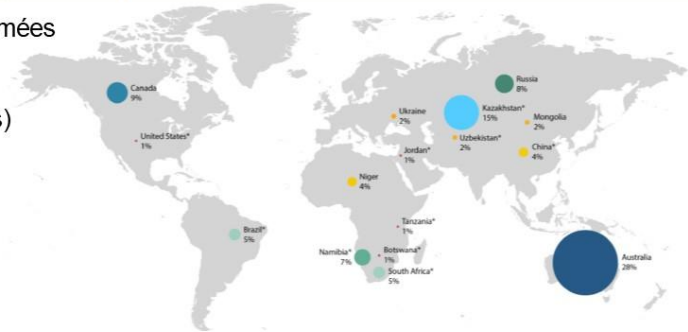 mées
s)
Canada
9%
United States*
1%
Brazil*
5%
Russia
8%
Kazakhstan*
15%
Ukraine
2%
Mongolia
2%
Uzbekistan*
2%
China*
4%
Jordan*
1%
Niger
4%
Tanzania*
1%
Namibia*
7%
Botswana*
1%
South Africa*
5%
Australia
28%